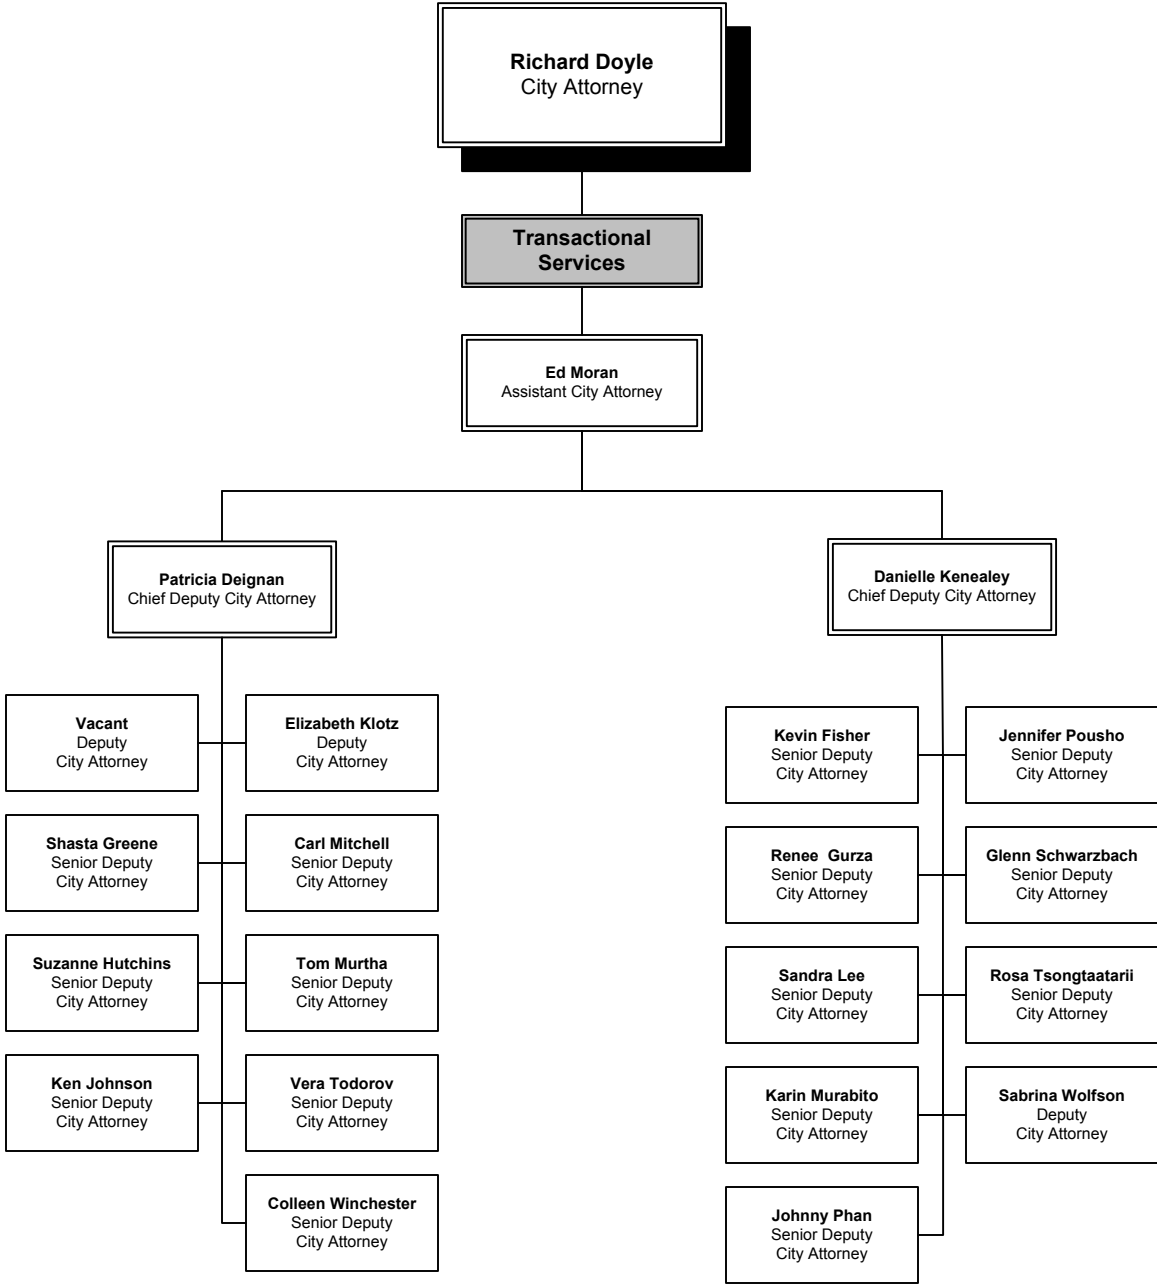 Richard Doyle
City Attorney
Transactional
Services
Ed Moran
Assistant City Attorney
Patricia Deignan
Chief Deputy City Attorney
Danielle Kenealey
Chief Deputy City Attorney
Vacant
Deputy
City Attorney
Elizabeth Klotz
Deputy
City Attorney
Shasta Greene
Senior Deputy
City Attorney
Carl Mitchell
Senior Deputy
City Attorney
Suzanne Hutchins
Senior Deputy
City Attorney
Tom Murtha
Senior Deputy
City Attorney
Ken Johnson
Senior Deputy
City Attorney
Vera Todorov
Senior Deputy
City Attorney
Colleen Winchester
Senior Deputy
City Attorney
Kevin Fisher
Senior Deputy
City Attorney
Jennifer Pousho
Senior Deputy
City Attorney
Renee  Gurza
Senior Deputy
City Attorney
Glenn Schwarzbach
Senior Deputy
City Attorney
Sandra Lee
Senior Deputy
City Attorney
Rosa Tsongtaatarii
Senior Deputy
City Attorney
Karin Murabito
Senior Deputy
City Attorney
Sabrina Wolfson
Deputy
City Attorney
Johnny Phan
Senior Deputy
City Attorney